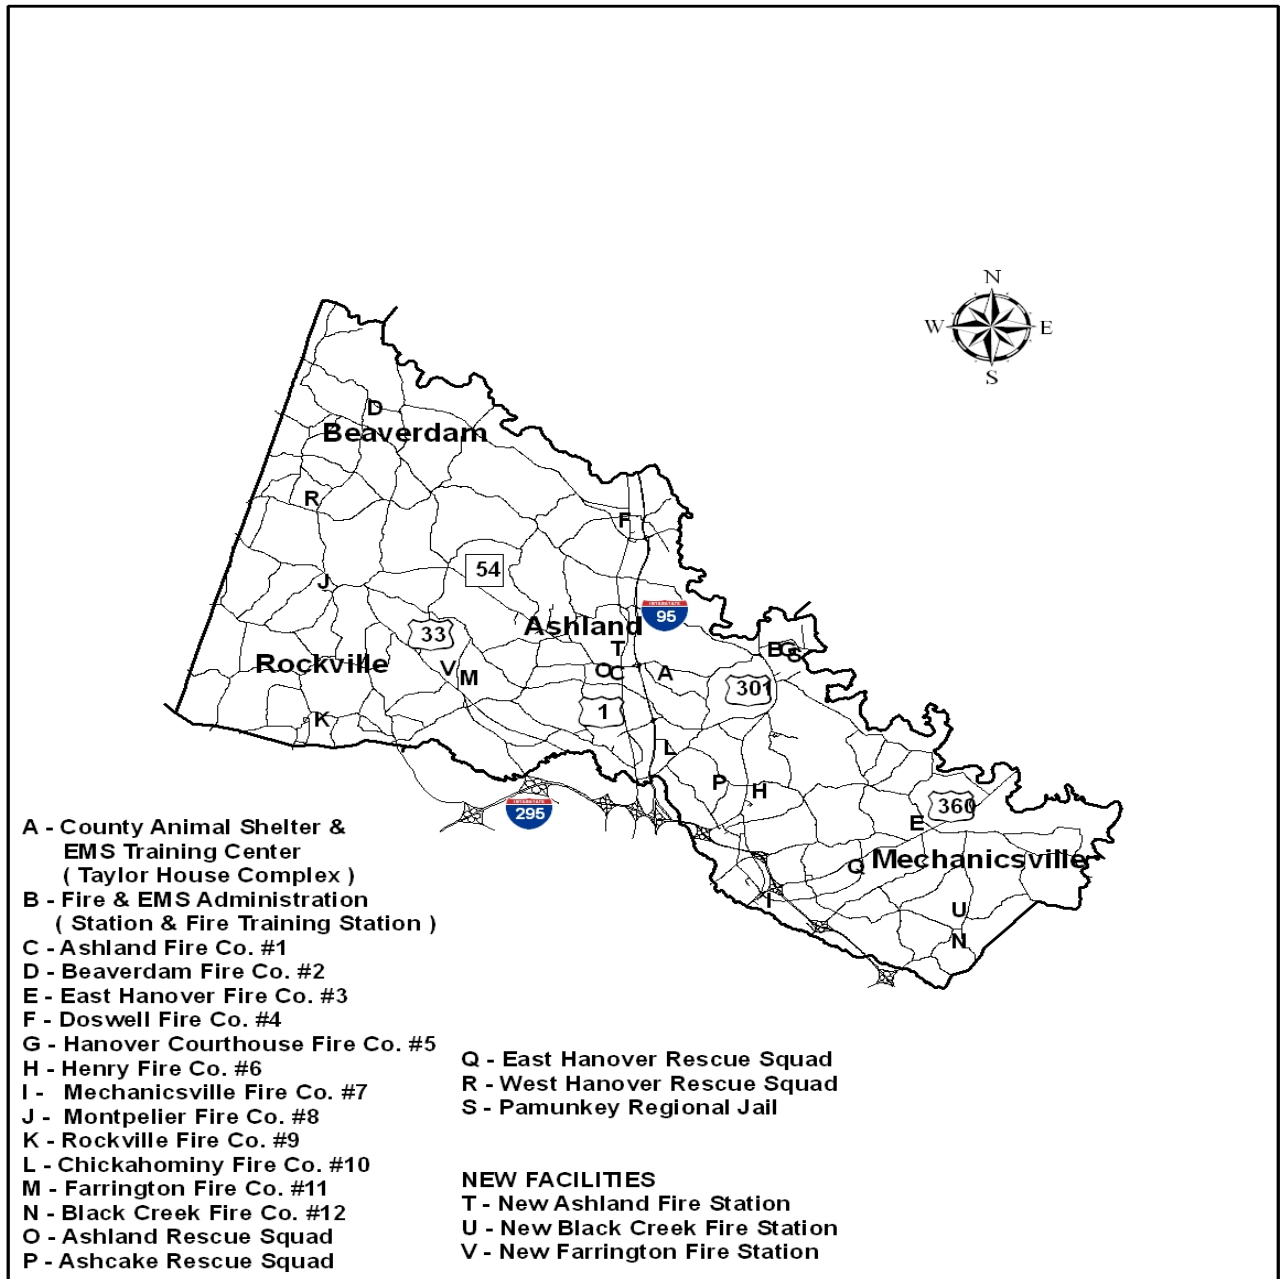 N
W E
S
D
Beaverdam
R
F
54
J
INTERSTATE
95
Ashland
33
T
B G S
Rockville
V M
O C
A
301
1
K
L
P
H
INTERSTATE
295
360
E
Mechanicsville
Q
I
U
N
A - County Animal Shelter &
EMS Training Center
( Taylor House Complex )
B - Fire & EMS Administration
( Station & Fire Training Station )
C - Ashland Fire Co. #1
D - Beaverdam Fire Co. #2
E - East Hanover Fire Co. #3
F - Doswell Fire Co. #4
G - Hanover Courthouse Fire Co. #5
H - Henry Fire Co. #6
I - Mechanicsville Fire Co. #7
J - Montpelier Fire Co. #8
K - Rockville Fire Co. #9
L - Chickahominy Fire Co. #10
M - Farrington Fire Co. #11
N - Black Creek Fire Co. #12
O - Ashland Rescue Squad
P - Ashcake Rescue Squad
Q - East Hanover Rescue Squad
R - West Hanover Rescue Squad
S - Pamunkey Regional Jail
NEW FACILITIES
T - New Ashland Fire Station
U - New Black Creek Fire Station
V - New Farrington Fire Station